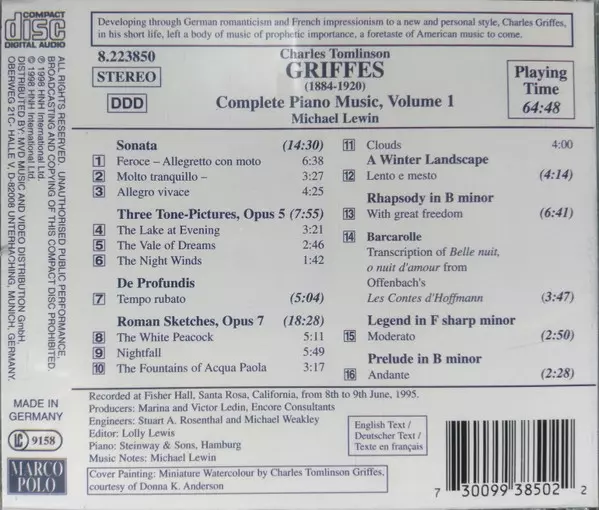 COMPACT
disc
DIGITAL AUDIO
Developing through German romanticism and French impressionism to a new and personal style, Charles Griffes,
in his short life, left a body of music of prophetic importance, a foretaste of American music to come.
8.223850
STEREO
DDD
Charles Tomlinson
GRIFFES
(1884-1920)
Complete Piano Music, Volume 1
Michael Lewin
Playing
Time
64:48
Sonata (14:30)
1 Feroce – Allegretto con moto 6:38
2 Molto tranquillo – 3:27
3 Allegro vivace 4:25
Three Tone-Pictures, Opus 5 (7:55)
4 The Lake at Evening 3:21
5 The Vale of Dreams 2:46
6 The Night Winds 1:42
De Profundis
7 Tempo rubato (5:04)
Roman Sketches, Opus 7 (18:28)
8 The White Peacock 5:11
9 Nightfall 5:49
10 The Fountains of Acqua Paola 3:17
11 Clouds 4:00
A Winter Landscape
12 Lento e mesto (4:14)
Rhapsody in B minor
13 With great freedom (6:41)
14 Barcarolle
Transcription of Belle nuit,
o nuit d'amour from
Offenbach's
Les Contes d'Hoffmann (3:47)
Legend in F sharp minor
15 Moderato (2:50)
Prelude in B minor
16 Andante (2:28)
Recorded at Fisher Hall, Santa Rosa, California, from 8th to 9th June, 1995.
Producers: Marina and Victor Ledin, Encore Consultants
Engineers: Stuart A. Rosenthal and Michael Weakley
Editor: Lolly Lewis
Piano: Steinway & Sons, Hamburg
Music Notes: Michael Lewin
English Text /
Deutscher Text /
Texte en français
Cover Painting: Miniature Watercolour by Charles Tomlinson Griffes,
courtesy of Donna K. Anderson
7 30099 38502 2
ALL RIGHTS RESERVED. UNAUTHORISED PUBLIC PERFORMANCE,
BROADCASTING AND COPYING OF THIS COMPACT DISC PROHIBITED.
℗ 1998 HNH International Ltd.
© 1998 HNH International Ltd.
DISTRIBUTED BY: MVD MUSIC AND VIDEO DISTRIBUTION GmbH,
OBERWEG 21C · HALLE V, D-82008 UNTERHACHING, MUNICH, GERMANY.
MADE IN
GERMANY
LC 9158
MARCO
POLO